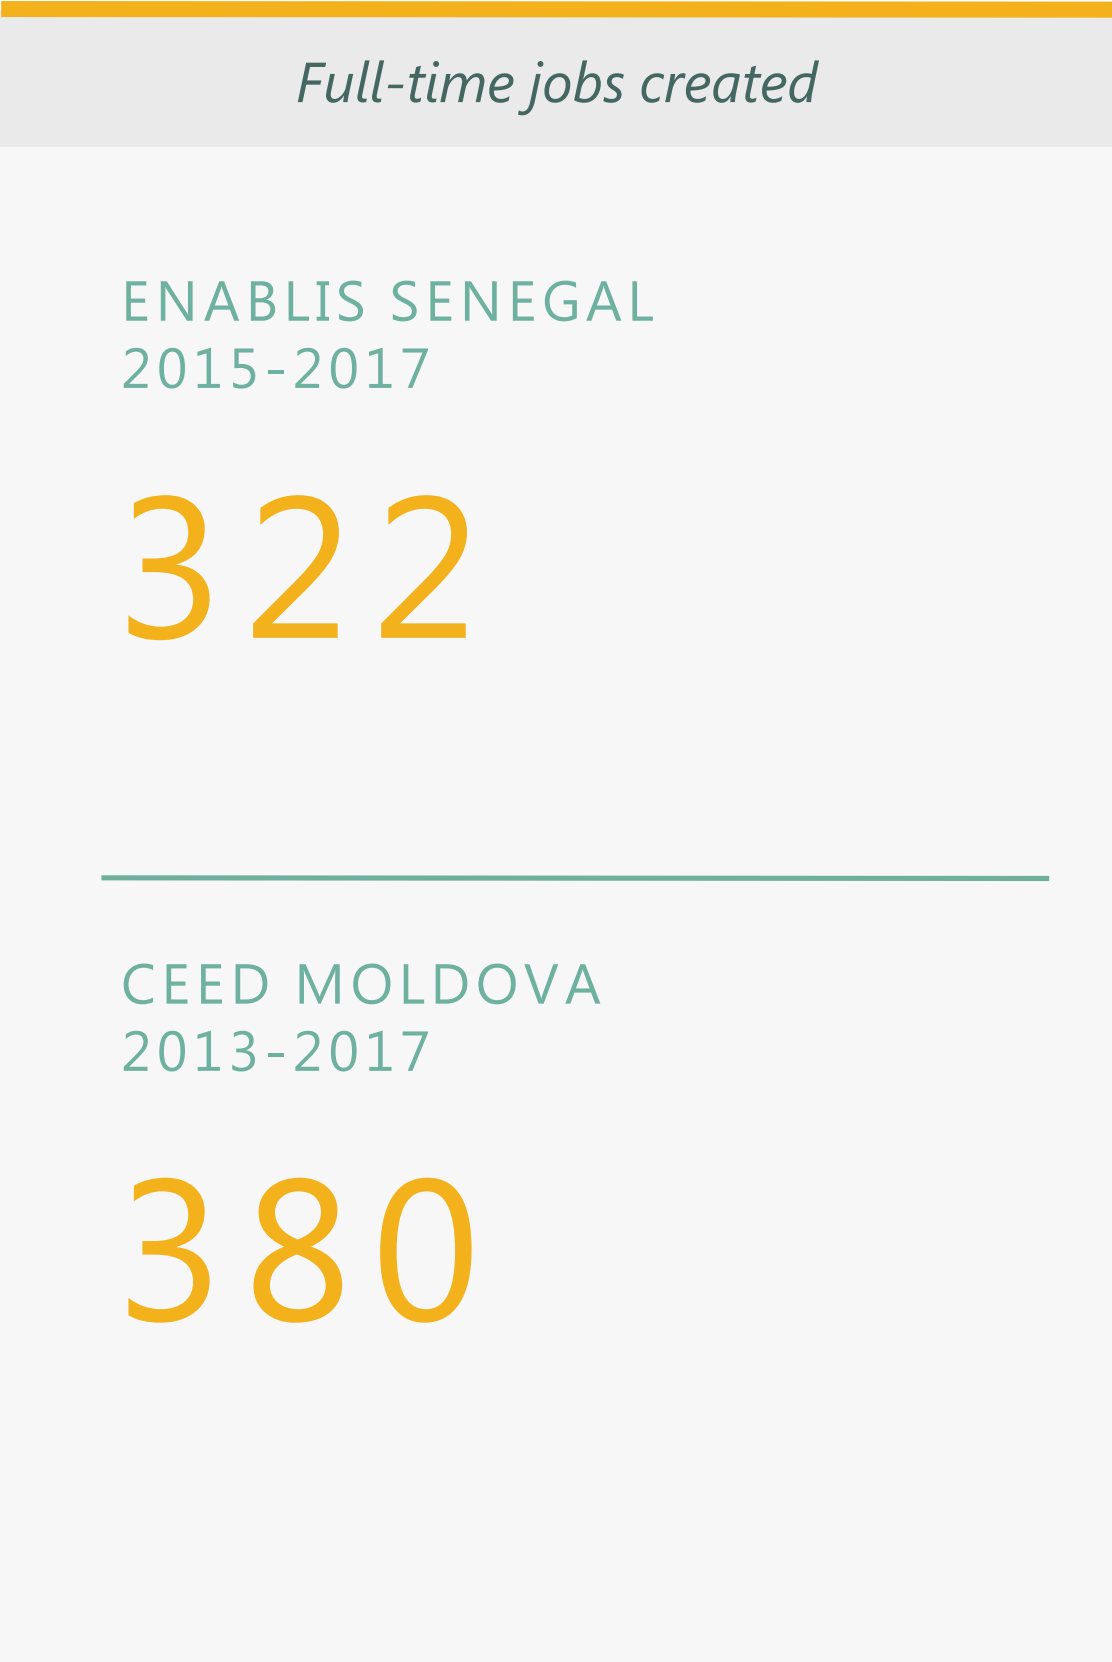 Full-time jobs created
ENABLIS SENEGAL
2015-2017
322
CEED MOLDOVA
2013-2017
380